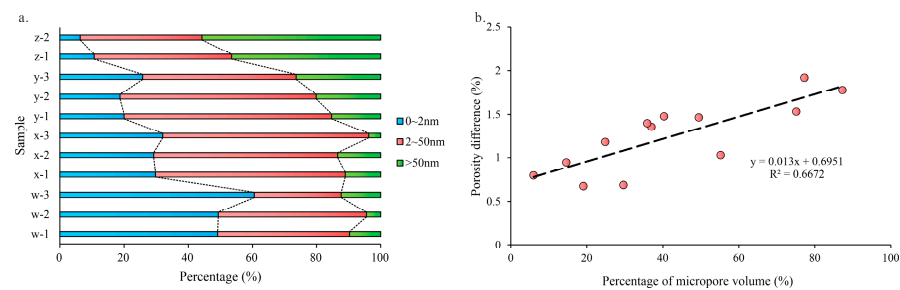 a.
z-2
z-1
y-3
y-2
y-1
x-3
x-2
x-1
w-3
w-2
w-1
Sample
0 20 40 60 80 100
Percentage (%)
0~2nm
2~50nm
>50nm
b.
2.5
2
1.5
1
0.5
0
Porosity difference (%)
y = 0.013x + 0.6951
R² = 0.6672
0 20 40 60 80 100
Percentage of micropore volume (%)